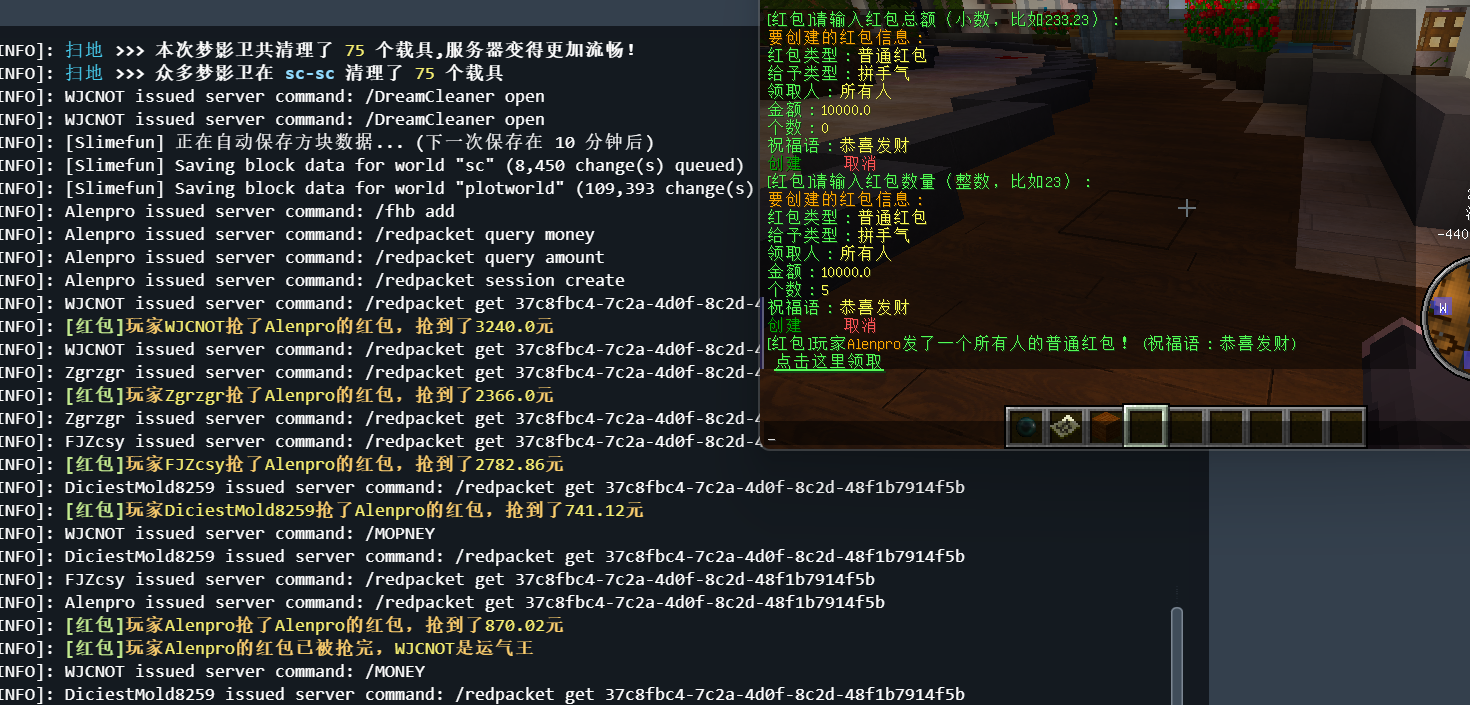 INFO]: 扫地 >>> 本次梦影卫共清理了 75 个载具,服务器变得更加流畅！
INFO]: 扫地 >>> 众多梦影卫在 sc-sc 清理了 75 个载具
INFO]: WJCNOT issued server command: /DreamCleaner open
INFO]: WJCNOT issued server command: /DreamCleaner open
INFO]: [Slimefun] 正在自动保存方块数据... (下一次保存在 10 分钟后)
INFO]: [Slimefun] Saving block data for world "sc" (8,450 change(s) queued)
INFO]: [Slimefun] Saving block data for world "plotworld" (109,393 change(s)
INFO]: Alenpro issued server command: /fhb add
INFO]: Alenpro issued server command: /redpacket query money
INFO]: Alenpro issued server command: /redpacket query amount
INFO]: Alenpro issued server command: /redpacket session create
INFO]: WJCNOT issued server command: /redpacket get 37c8fbc4-7c2a-4d0f-8c2d-4
INFO]: [红包]玩家WJCNOT抢了Alenpro的红包，抢到了3240.0元
INFO]: WJCNOT issued server command: /redpacket get 37c8fbc4-7c2a-4d0f-8c2d-4
INFO]: Zgrzgr issued server command: /redpacket get 37c8fbc4-7c2a-4d0f-8c2d-4
INFO]: [红包]玩家Zgrzgr抢了Alenpro的红包，抢到了2366.0元
INFO]: Zgrzgr issued server command: /redpacket get 37c8fbc4-7c2a-4d0f-8c2d-4
INFO]: FJZcsy issued server command: /redpacket get 37c8fbc4-7c2a-4d0f-8c2d-4
INFO]: [红包]玩家FJZcsy抢了Alenpro的红包，抢到了2782.86元
INFO]: DiciestMold8259 issued server command: /redpacket get 37c8fbc4-7c2a-4d0f-8c2d-48f1b7914f5b
INFO]: [红包]玩家DiciestMold8259抢了Alenpro的红包，抢到了741.12元
INFO]: WJCNOT issued server command: /MOPNEY
INFO]: DiciestMold8259 issued server command: /redpacket get 37c8fbc4-7c2a-4d0f-8c2d-48f1b7914f5b
INFO]: FJZcsy issued server command: /redpacket get 37c8fbc4-7c2a-4d0f-8c2d-48f1b7914f5b
INFO]: Alenpro issued server command: /redpacket get 37c8fbc4-7c2a-4d0f-8c2d-48f1b7914f5b
INFO]: [红包]玩家Alenpro抢了Alenpro的红包，抢到了870.02元
INFO]: [红包]玩家Alenpro的红包已被抢完，WJCNOT是运气王
INFO]: WJCNOT issued server command: /MONEY
INFO]: DiciestMold8259 issued server command: /redpacket get 37c8fbc4-7c2a-4d0f-8c2d-48f1b7914f5b
[红包]请输入红包总额（小数，比如233.23）：
要创建的红包信息：
红包类型：普通红包
给予类型：拼手气
领取人：所有人
金额：10000.0
个数：0
祝福语：恭喜发财
创建 取消
[红包]请输入红包数量（整数，比如23）：
要创建的红包信息：
红包类型：普通红包
给予类型：拼手气
领取人：所有人
金额：10000.0
个数：5
祝福语：恭喜发财
创建 取消
[红包]玩家Alenpro发了一个所有人的普通红包！(祝福语：恭喜发财)
点击这里领取
-440
W